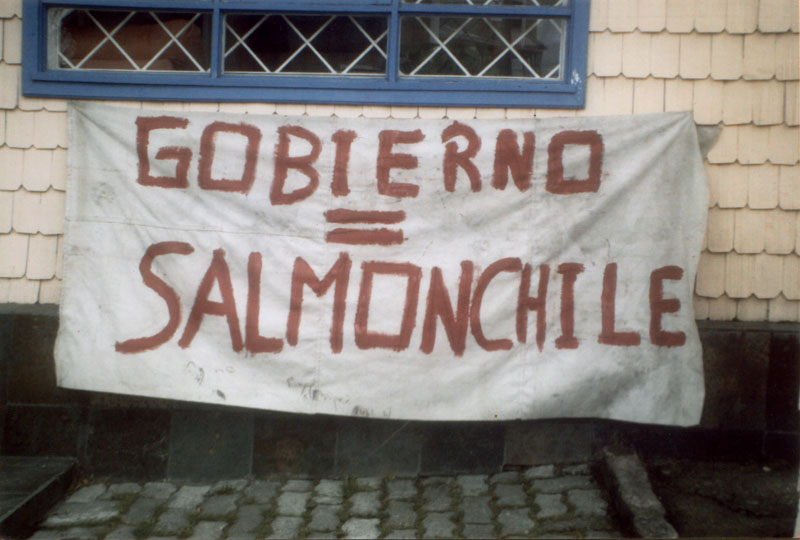 GOBIERNO
=
SALMONCHILE